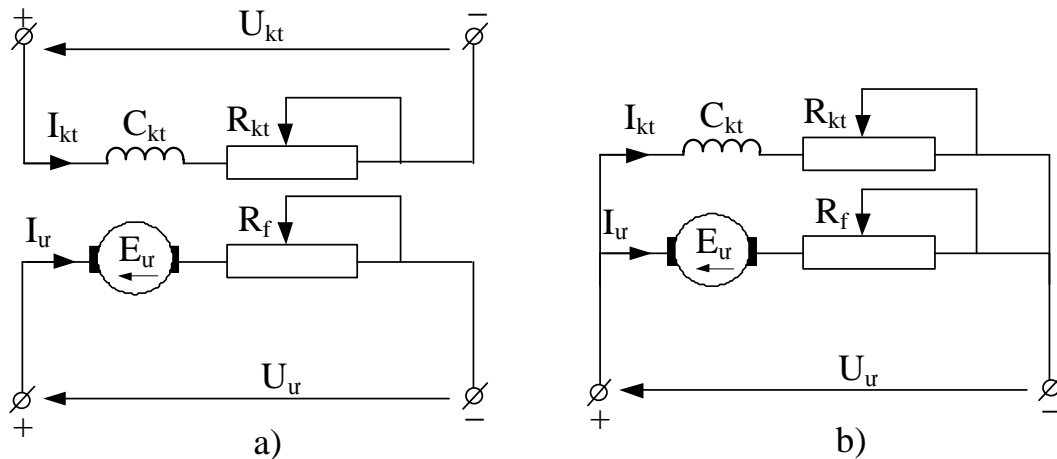 + U_kt −
I_kt C_kt R_kt
I_ư E_ư R_f
U_ư
+ −
a)
I_kt C_kt R_kt
I_ư E_ư R_f
U_ư
+ −
b)